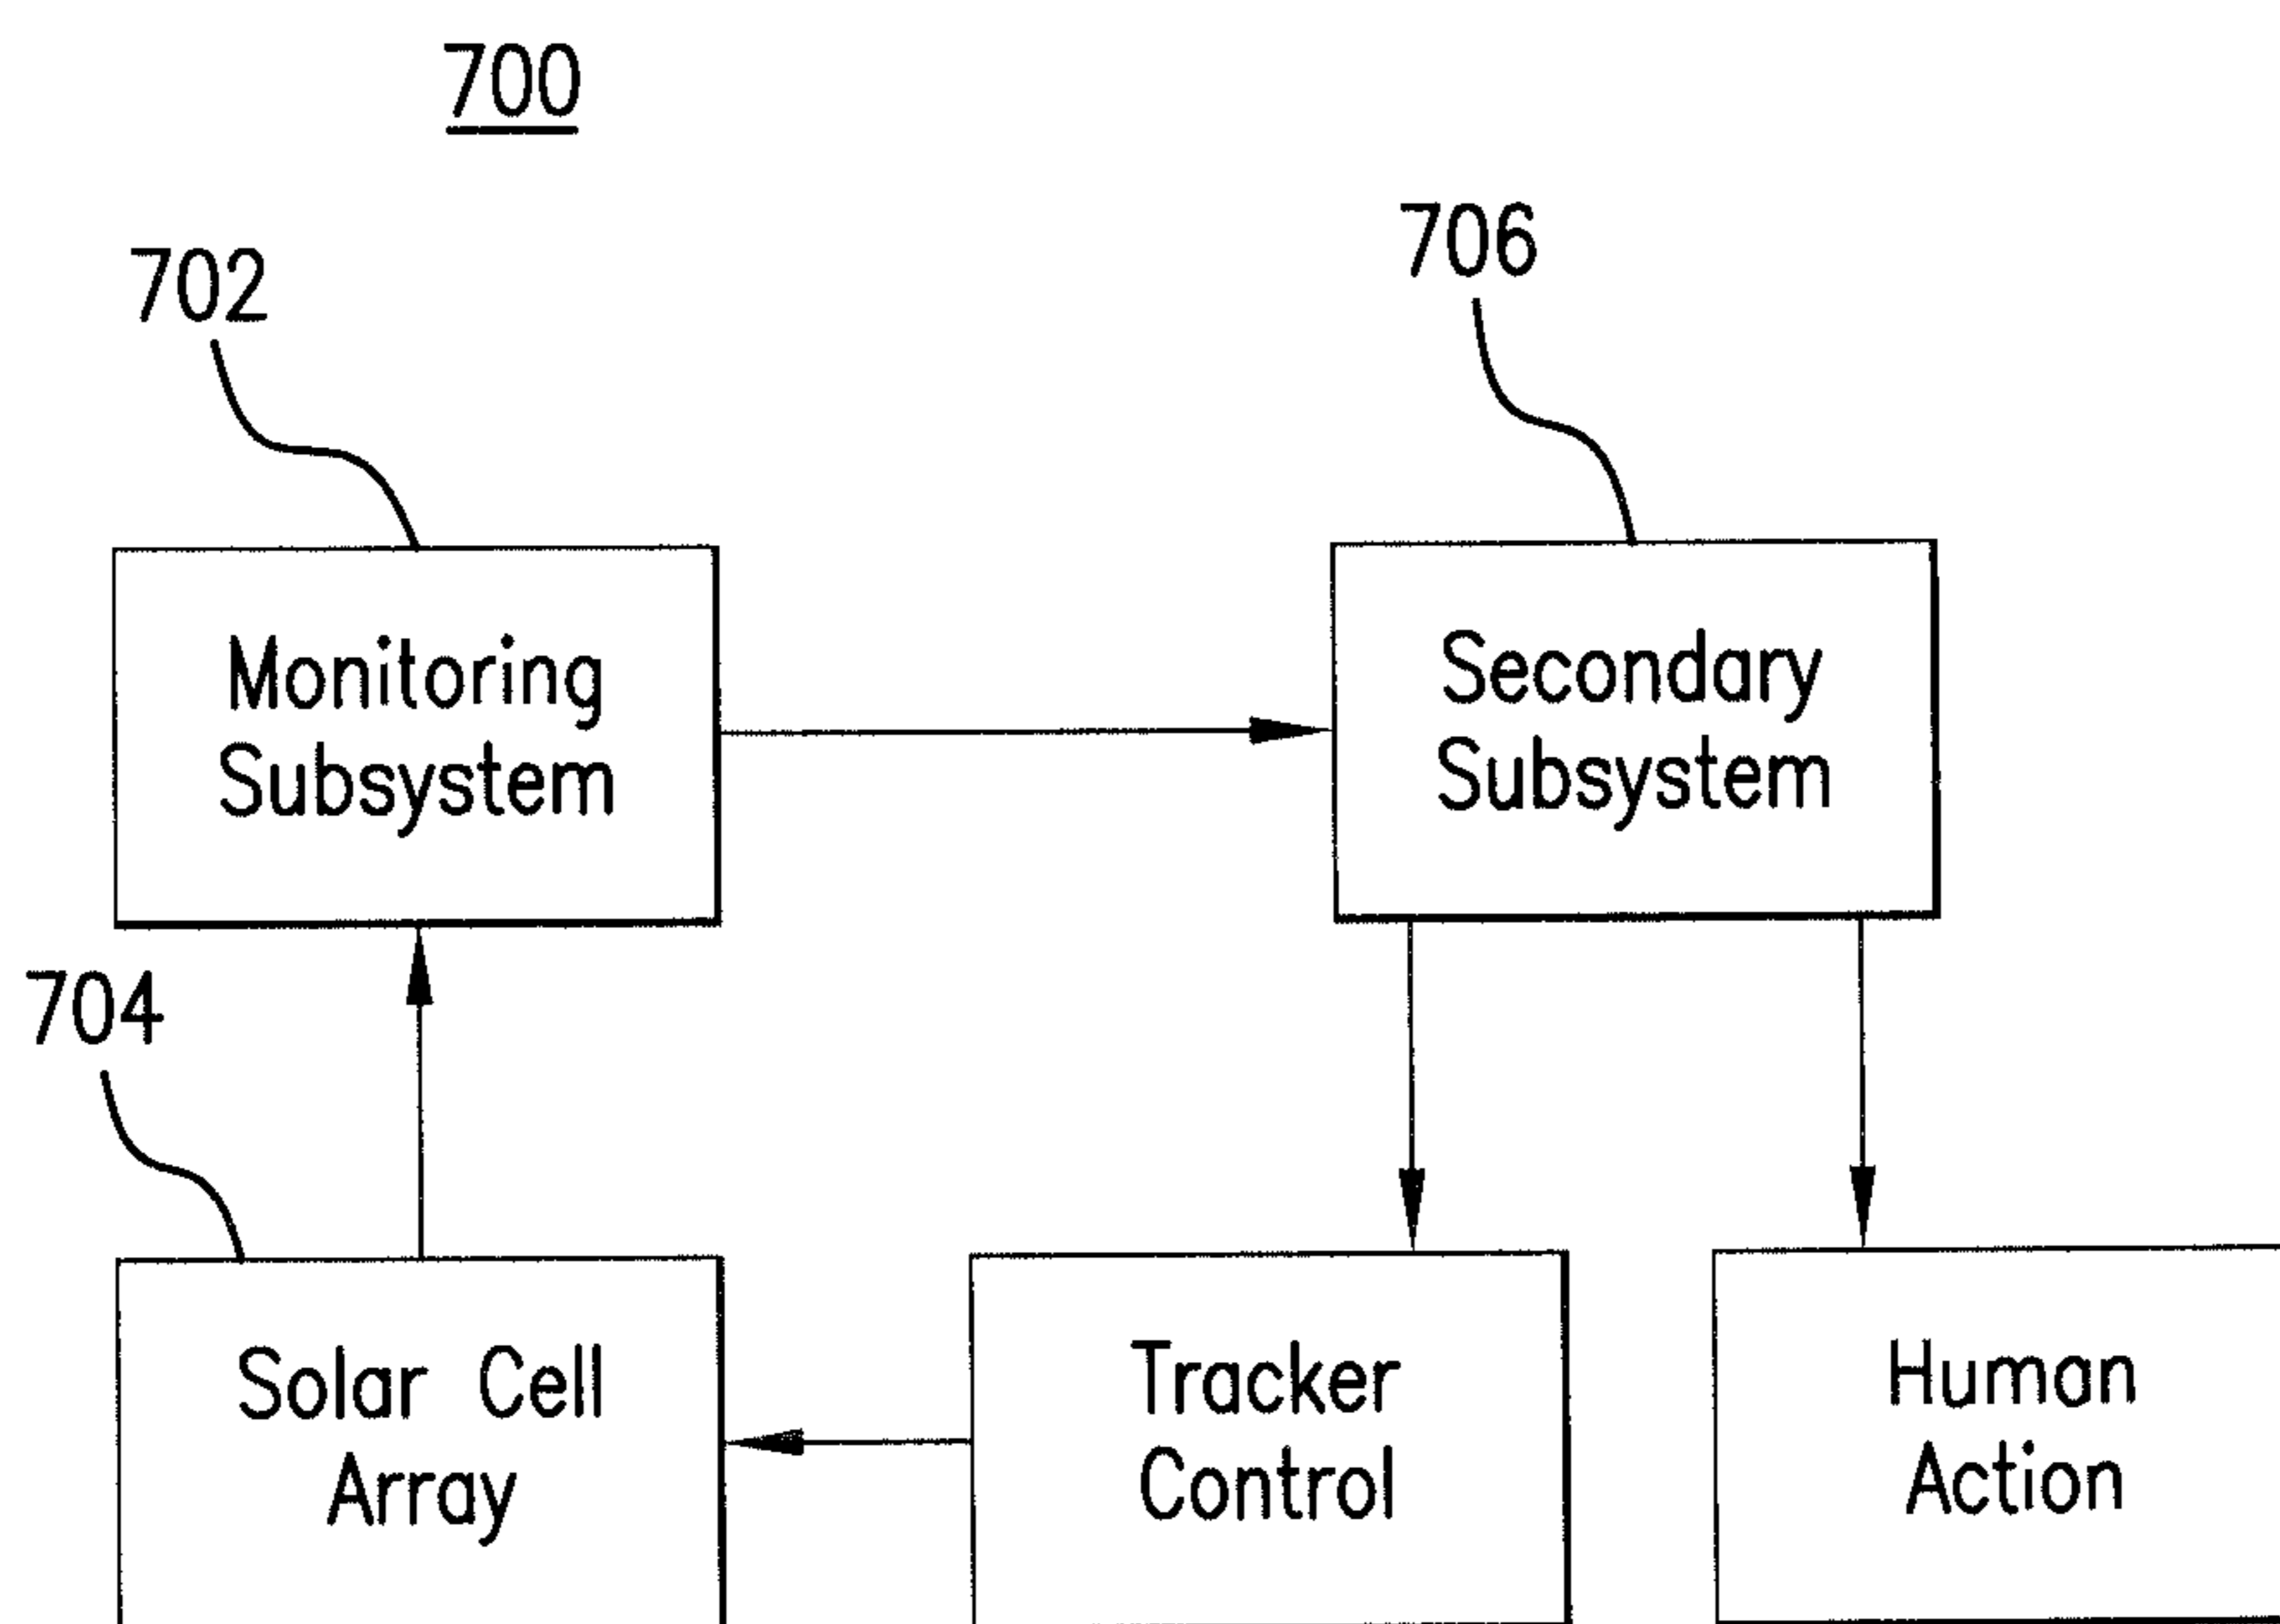 700
702
706
Monitoring
Subsystem
Secondary
Subsystem
704
Solar Cell
Array
Tracker
Control
Human
Action